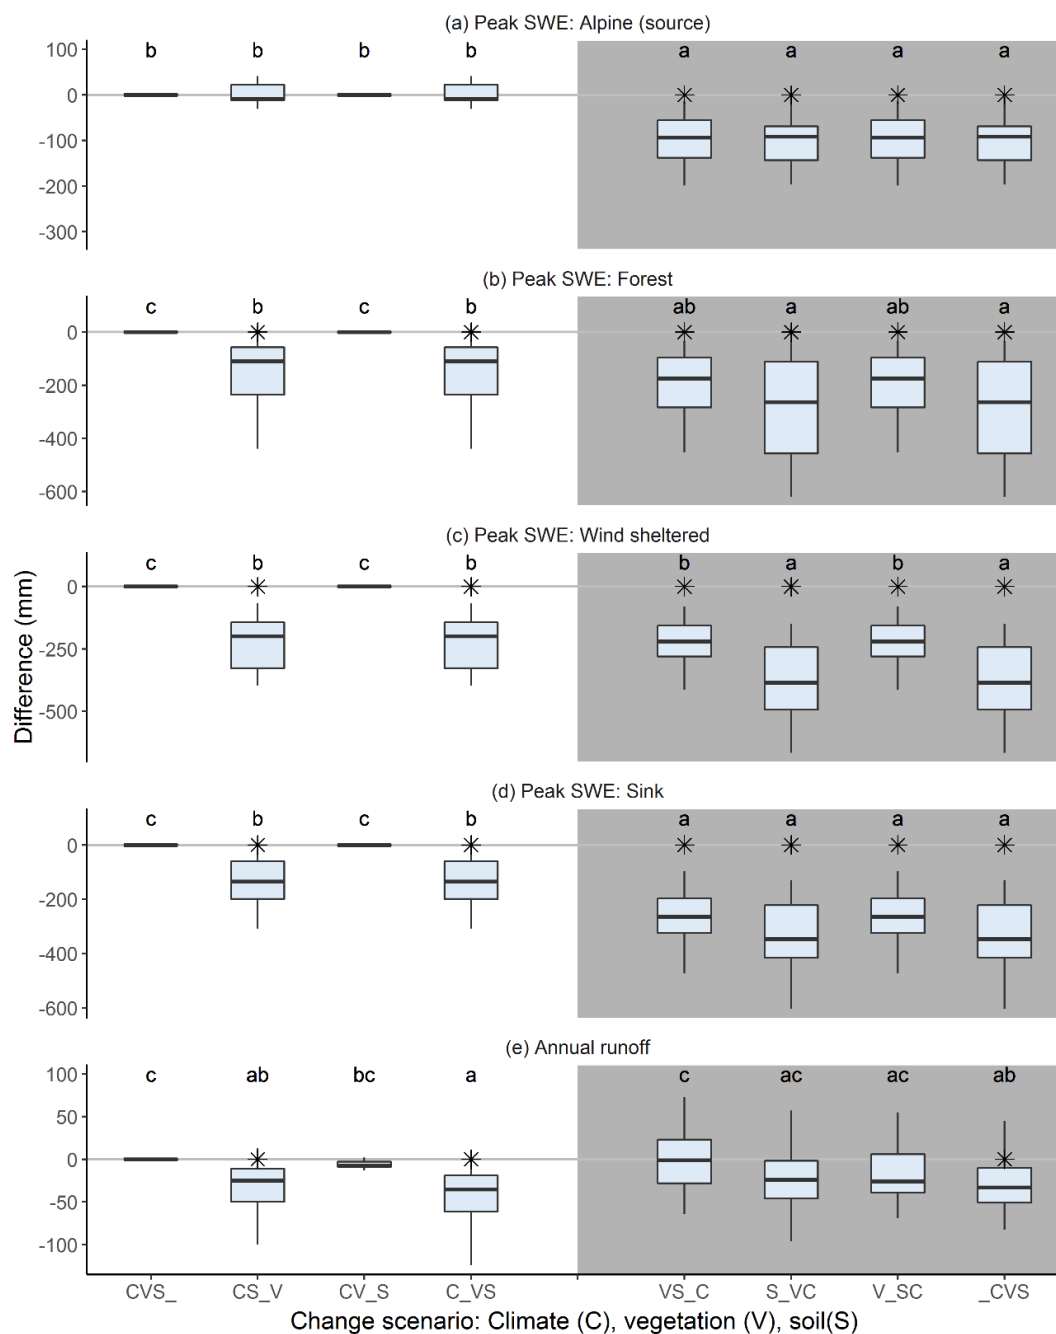 (a) Peak SWE: Alpine (source)
b b b b a a a a
100
0
-100
-200
-300
(b) Peak SWE: Forest
c b c b ab a ab a
0
-200
-400
-600
(c) Peak SWE: Wind sheltered
c b c b b a b a
0
-250
-500
(d) Peak SWE: Sink
c b c b a a a a
0
-200
-400
-600
(e) Annual runoff
c ab bc a c ac ac ab
100
50
0
-50
-100
Difference (mm)
CVS_ CS_V CV_S C_VS VS_C S_VC V_SC _CVS
Change scenario: Climate (C), vegetation (V), soil(S)